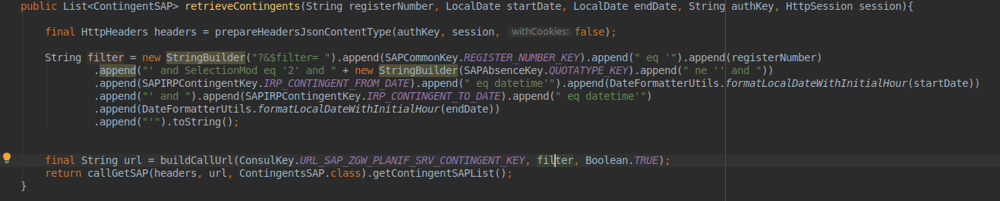 public List<ContingentSAP> retrieveContingents(String registerNumber, LocalDate startDate, LocalDate endDate, String authKey, HttpSession session){
final HttpHeaders headers = prepareHeadersJsonContentType(authKey, session, withCookies: false);
String filter = new StringBuilder("?&$filter= ").append(SAPCommonKey.REGISTER_NUMBER_KEY).append(" eq '").append(registerNumber)
.append("' and SelectionMod eq '2' and " + new StringBuilder(SAPAbsenceKey.QUOTATYPE_KEY).append(" ne '' and "))
.append(SAPIRPContingentKey.IRP_CONTINGENT_FROM_DATE).append(" eq datetime'").append(DateFormatterUtils.formatLocalDateWithInitialHour(startDate))
.append("' and ").append(SAPIRPContingentKey.IRP_CONTINGENT_TO_DATE).append(" eq datetime'")
.append(DateFormatterUtils.formatLocalDateWithInitialHour(endDate))
.append("'").toString();
final String url = buildCallUrl(ConsulKey.URL_SAP_ZGW_PLANIF_SRV_CONTINGENT_KEY, filter, Boolean.TRUE);
return callGetSAP(headers, url, ContingentsSAP.class).getContingentSAPList();
}